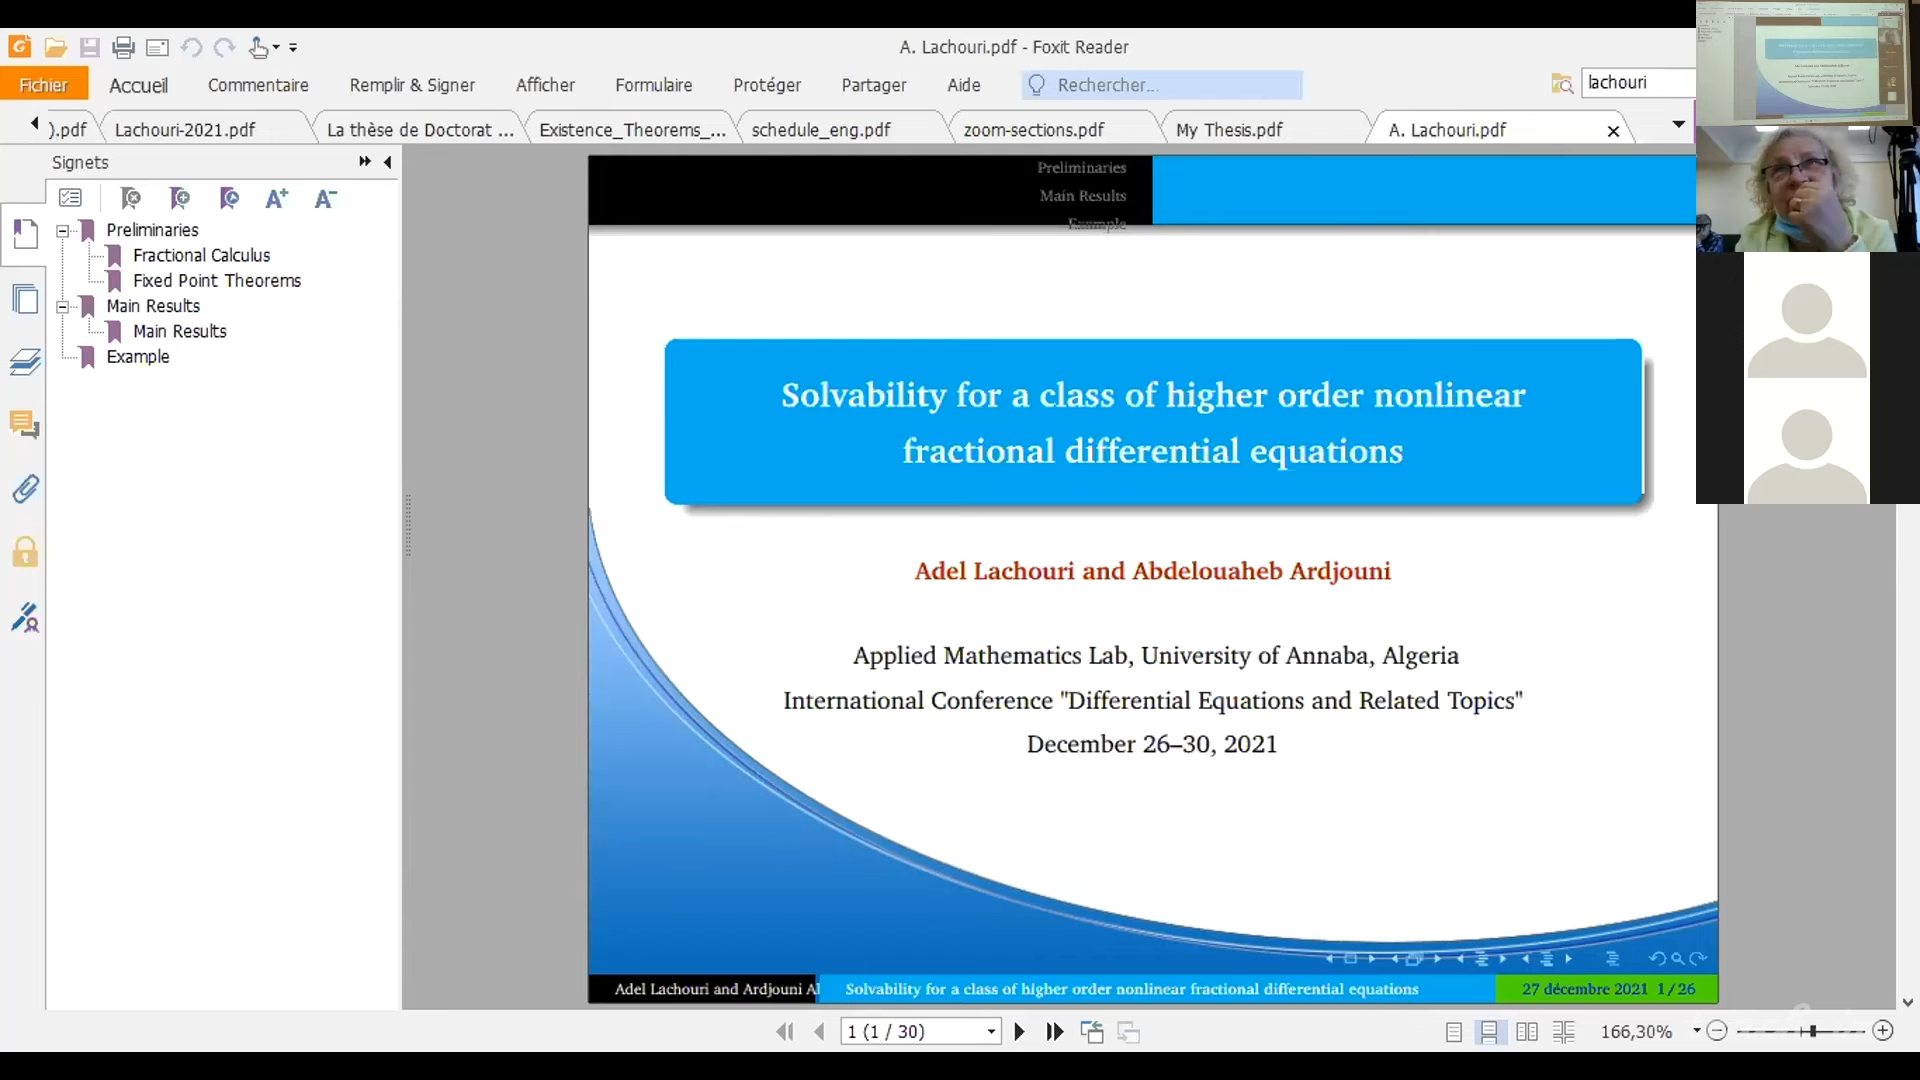 A. Lachouri.pdf - Foxit Reader
Fichier Accueil Commentaire Remplir & Signer Afficher Formulaire Protéger Partager Aide Rechercher... lachouri
).pdf Lachouri-2021.pdf La thèse de Doctorat ... Existence_Theorems_... schedule_eng.pdf zoom-sections.pdf My Thesis.pdf A. Lachouri.pdf
Signets
Preliminaries
Fractional Calculus
Fixed Point Theorems
Main Results
Main Results
Example
Preliminaries
Main Results
Example
Solvability for a class of higher order nonlinear
fractional differential equations
Adel Lachouri and Abdelouaheb Ardjouni
Applied Mathematics Lab, University of Annaba, Algeria
International Conference "Differential Equations and Related Topics"
December 26–30, 2021
Adel Lachouri and Ardjouni Al Solvability for a class of higher order nonlinear fractional differential equations 27 décembre 2021 1/26
1 (1 / 30) 166,30%